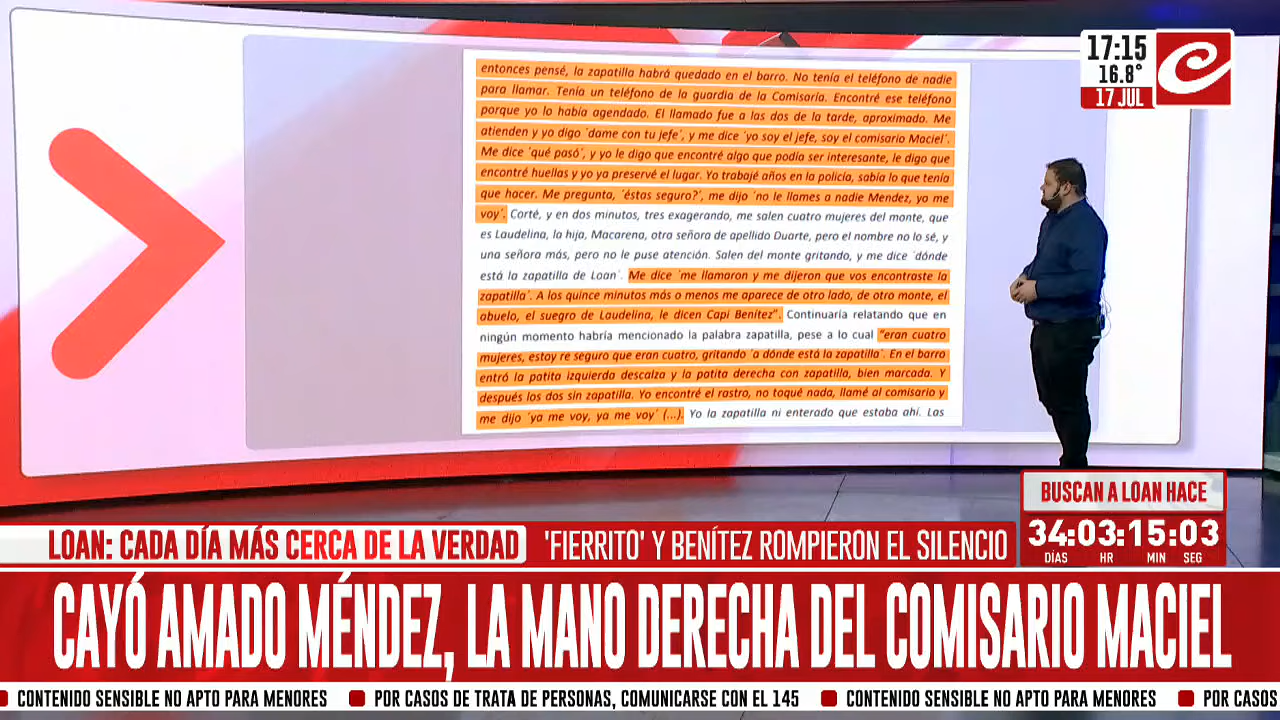 entonces pensé, la zapatilla habrá quedado en el barro. No tenía el teléfono de nadie
para llamar. Tenía un teléfono de la guardia de la Comisaría. Encontré ese teléfono
porque yo lo había agendado. El llamado fue a las dos de la tarde, aproximado. Me
atienden y yo digo ´dame con tu jefe´, y me dice ´yo soy el jefe, soy el comisario Maciel´.
Me dice ´qué pasó´, y yo le digo que encontré algo que podía ser interesante, le digo que
encontré huellas y yo ya preservé el lugar. Yo trabajé años en la policía, sabía lo que tenía
que hacer. Me pregunta, ´éstas seguro?´, me dijo ´no le llames a nadie Mendez, yo me
voy´. Corté, y en dos minutos, tres exagerando, me salen cuatro mujeres del monte, que
es Laudelina, la hija, Macarena, otra señora de apellido Duarte, pero el nombre no lo sé, y
una señora más, pero no le puse atención. Salen del monte gritando, y me dice ´dónde
está la zapatilla de Loan´. Me dice ´me llamaron y me dijeron que vos encontraste la
zapatilla´. A los quince minutos más o menos me aparece de otro lado, de otro monte, el
abuelo, el suegro de Laudelina, le dicen Capi Benítez". Continuaría relatando que en
ningún momento habría mencionado la palabra zapatilla, pese a lo cual "eran cuatro
mujeres, estoy re seguro que eran cuatro, gritando ´a dónde está la zapatilla´. En el barro
entró la patita izquierda descalza y la patita derecha con zapatilla, bien marcada. Y
después los dos sin zapatilla. Yo encontré el rastro, no toqué nada, llamé al comisario y
me dijo ´ya me voy, ya me voy´ (...). Yo la zapatilla ni enterado que estaba ahí. Las
17:15
16.8°
17 JUL
BUSCAN A LOAN HACE
34:03:15:03
DÍAS HR MIN SEG
LOAN: CADA DÍA MÁS CERCA DE LA VERDAD
'FIERRITO' Y BENÍTEZ ROMPIERON EL SILENCIO
CAYÓ AMADO MÉNDEZ, LA MANO DERECHA DEL COMISARIO MACIEL
CONTENIDO SENSIBLE NO APTO PARA MENORES POR CASOS DE TRATA DE PERSONAS, COMUNICARSE CON EL 145 CONTENIDO SENSIBLE NO APTO PARA MENORES POR CASOS